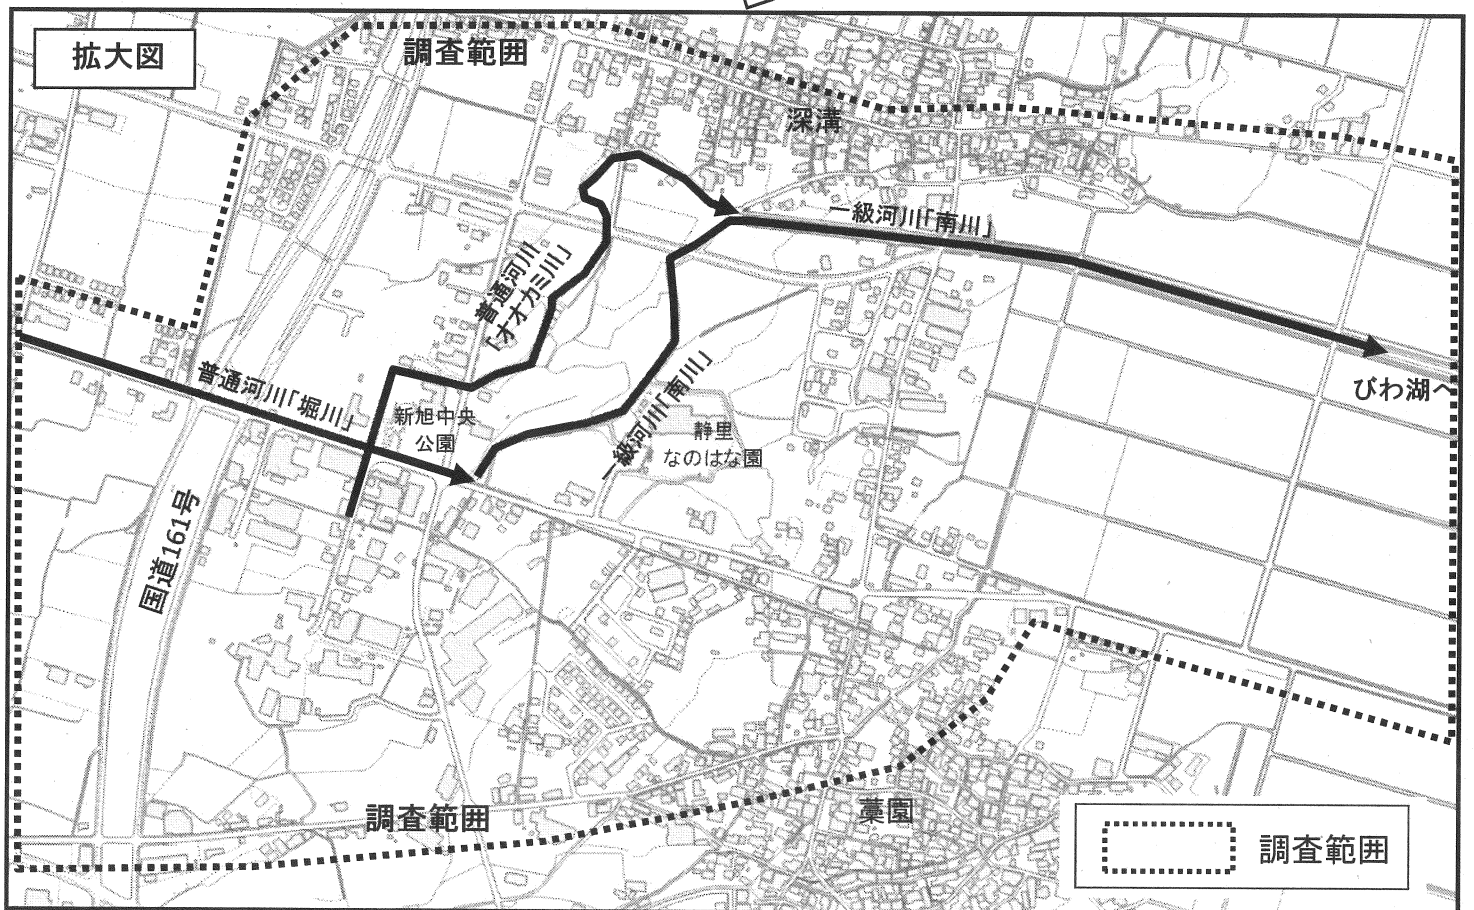 拡大図
調査範囲
深溝
一級河川「南川」
普通河川
「オオカミ川」
びわ湖へ
普通河川「堀川」
新旭中央
公園
一級河川「南川」
静里
なのはな園
国道161号
調査範囲
藁園
調査範囲